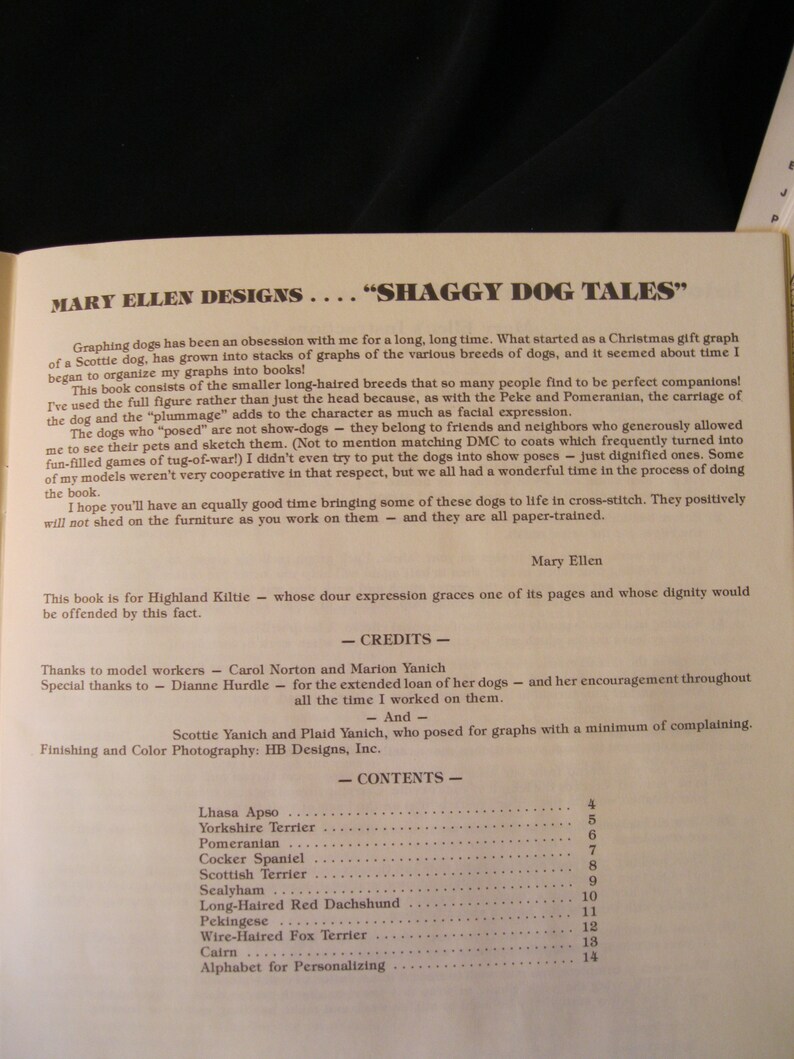 E
J
P
MARY ELLEN DESIGNS .... “SHAGGY DOG TALES”
Graphing dogs has been an obsession with me for a long, long time. What started as a Christmas gift graph
of a Scottie dog, has grown into stacks of graphs of the various breeds of dogs, and it seemed about time I
began to organize my graphs into books!
This book consists of the smaller long-haired breeds that so many people find to be perfect companions!
I've used the full figure rather than just the head because, as with the Peke and Pomeranian, the carriage of
the dog and the “plummage” adds to the character as much as facial expression.
The dogs who “posed” are not show-dogs — they belong to friends and neighbors who generously allowed
me to see their pets and sketch them. (Not to mention matching DMC to coats which frequently turned into
fun-filled games of tug-of-war!) I didn't even try to put the dogs into show poses — just dignified ones. Some
of my models weren't very cooperative in that respect, but we all had a wonderful time in the process of doing
the book.
I hope you'll have an equally good time bringing some of these dogs to life in cross-stitch. They positively
will not shed on the furniture as you work on them — and they are all paper-trained.
Mary Ellen
This book is for Highland Kiltie — whose dour expression graces one of its pages and whose dignity would
be offended by this fact.
— CREDITS —
Thanks to model workers — Carol Norton and Marion Yanich
Special thanks to — Dianne Hurdle — for the extended loan of her dogs — and her encouragement throughout
all the time I worked on them.
— And —
Scottie Yanich and Plaid Yanich, who posed for graphs with a minimum of complaining.
Finishing and Color Photography: HB Designs, Inc.
— CONTENTS —
Lhasa Apso .................................. 4
Yorkshire Terrier .............................. 5
Pomeranian .................................. 6
Cocker Spaniel ............................... 7
Scottish Terrier ............................... 8
Sealyham .................................... 9
Long-Haired Red Dachshund .................... 10
Pekingese ................................... 11
Wire-Haired Fox Terrier ........................ 12
Cairn ....................................... 13
Alphabet for Personalizing ...................... 14